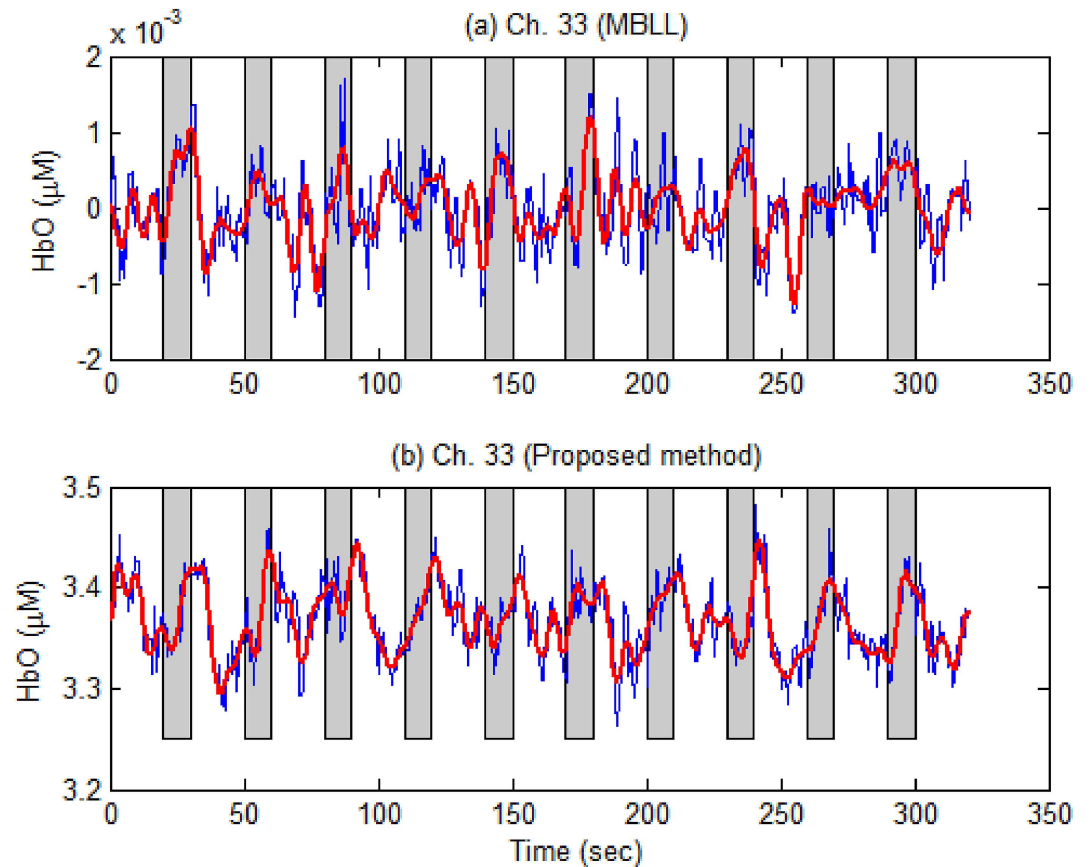 (a) Ch. 33 (MBLL)
x 10⁻³
2
1
0
-1
-2
HbO (μM)
0 50 100 150 200 250 300 350
(b) Ch. 33 (Proposed method)
3.5
3.4
3.3
3.2
HbO (μM)
0 50 100 150 200 250 300 350
Time (sec)